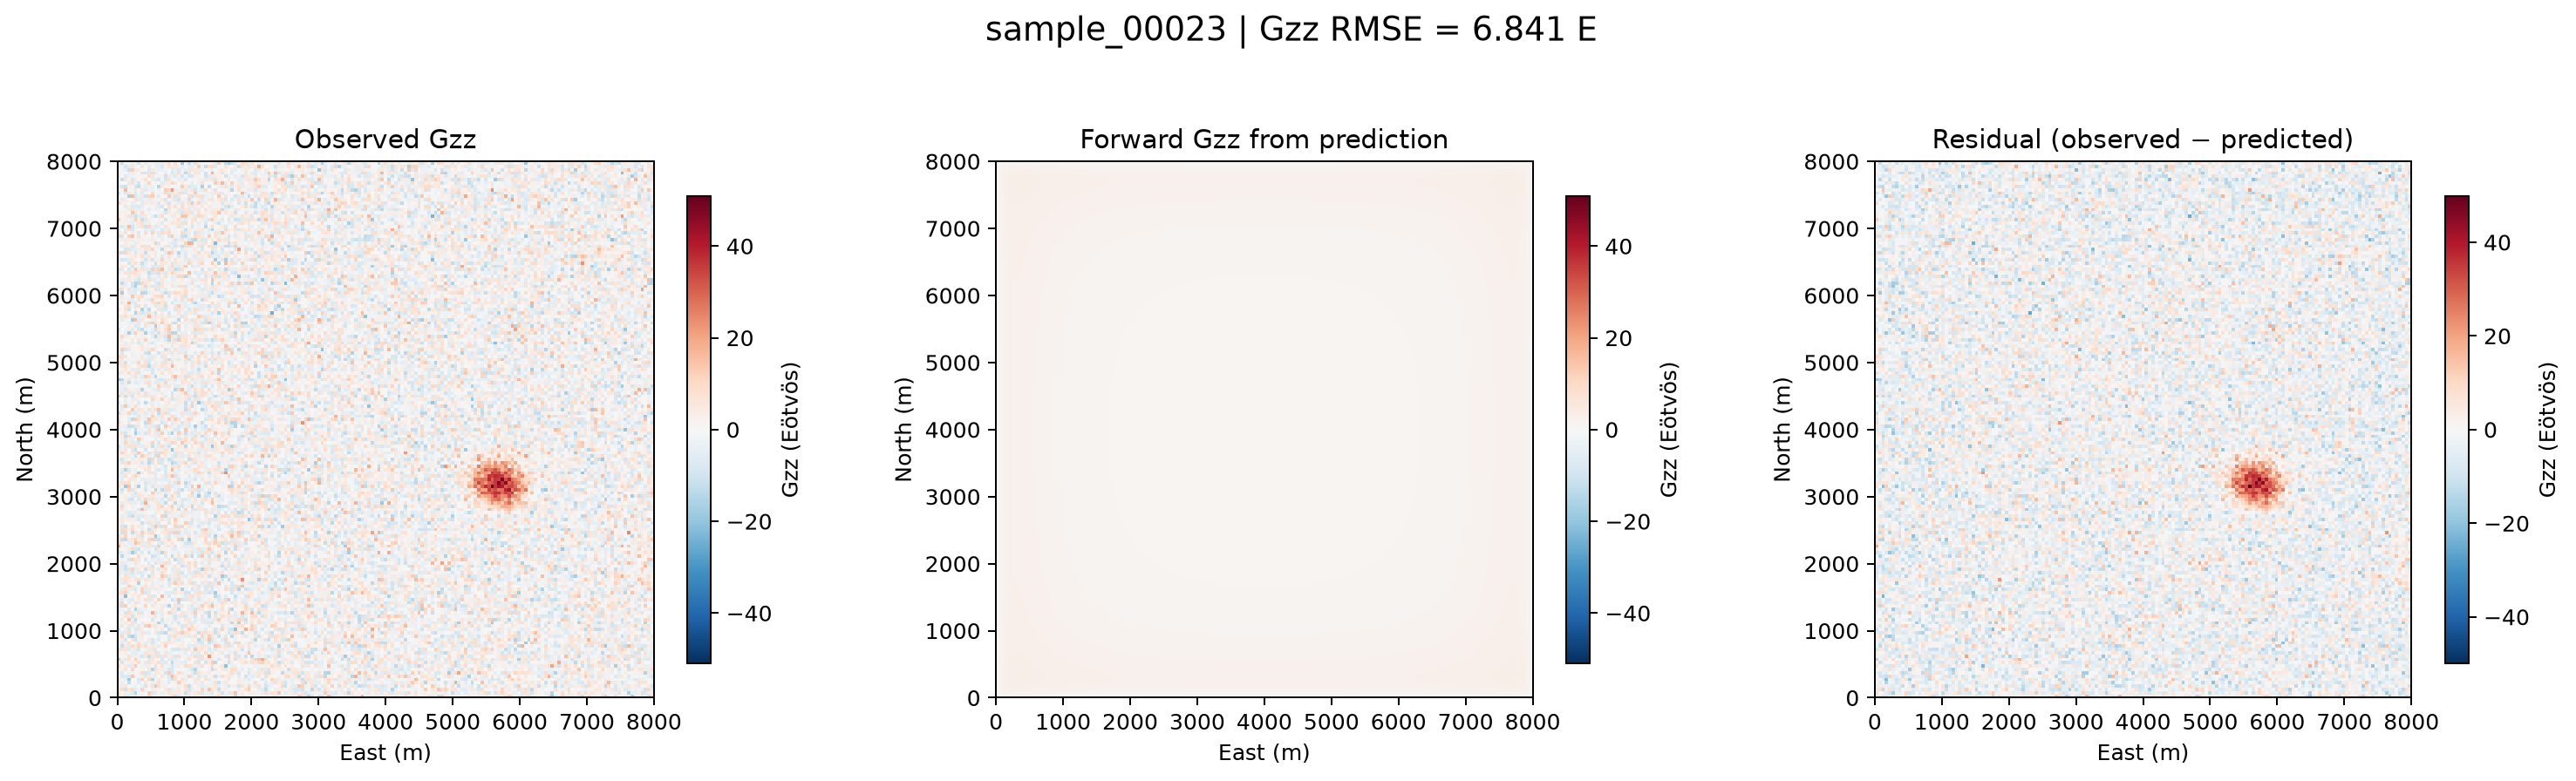 sample_00023 | Gzz RMSE = 6.841 E
Observed Gzz
8000
7000
6000
5000
4000
3000
2000
1000
0
North (m)
0 1000 2000 3000 4000 5000 6000 7000 8000
East (m)
40
20
0
−20
−40
Gzz (Eötvös)
Forward Gzz from prediction
8000
7000
6000
5000
4000
3000
2000
1000
0
North (m)
0 1000 2000 3000 4000 5000 6000 7000 8000
East (m)
40
20
0
−20
−40
Gzz (Eötvös)
Residual (observed − predicted)
8000
7000
6000
5000
4000
3000
2000
1000
0
North (m)
0 1000 2000 3000 4000 5000 6000 7000 8000
East (m)
40
20
0
−20
−40
Gzz (Eötvös)